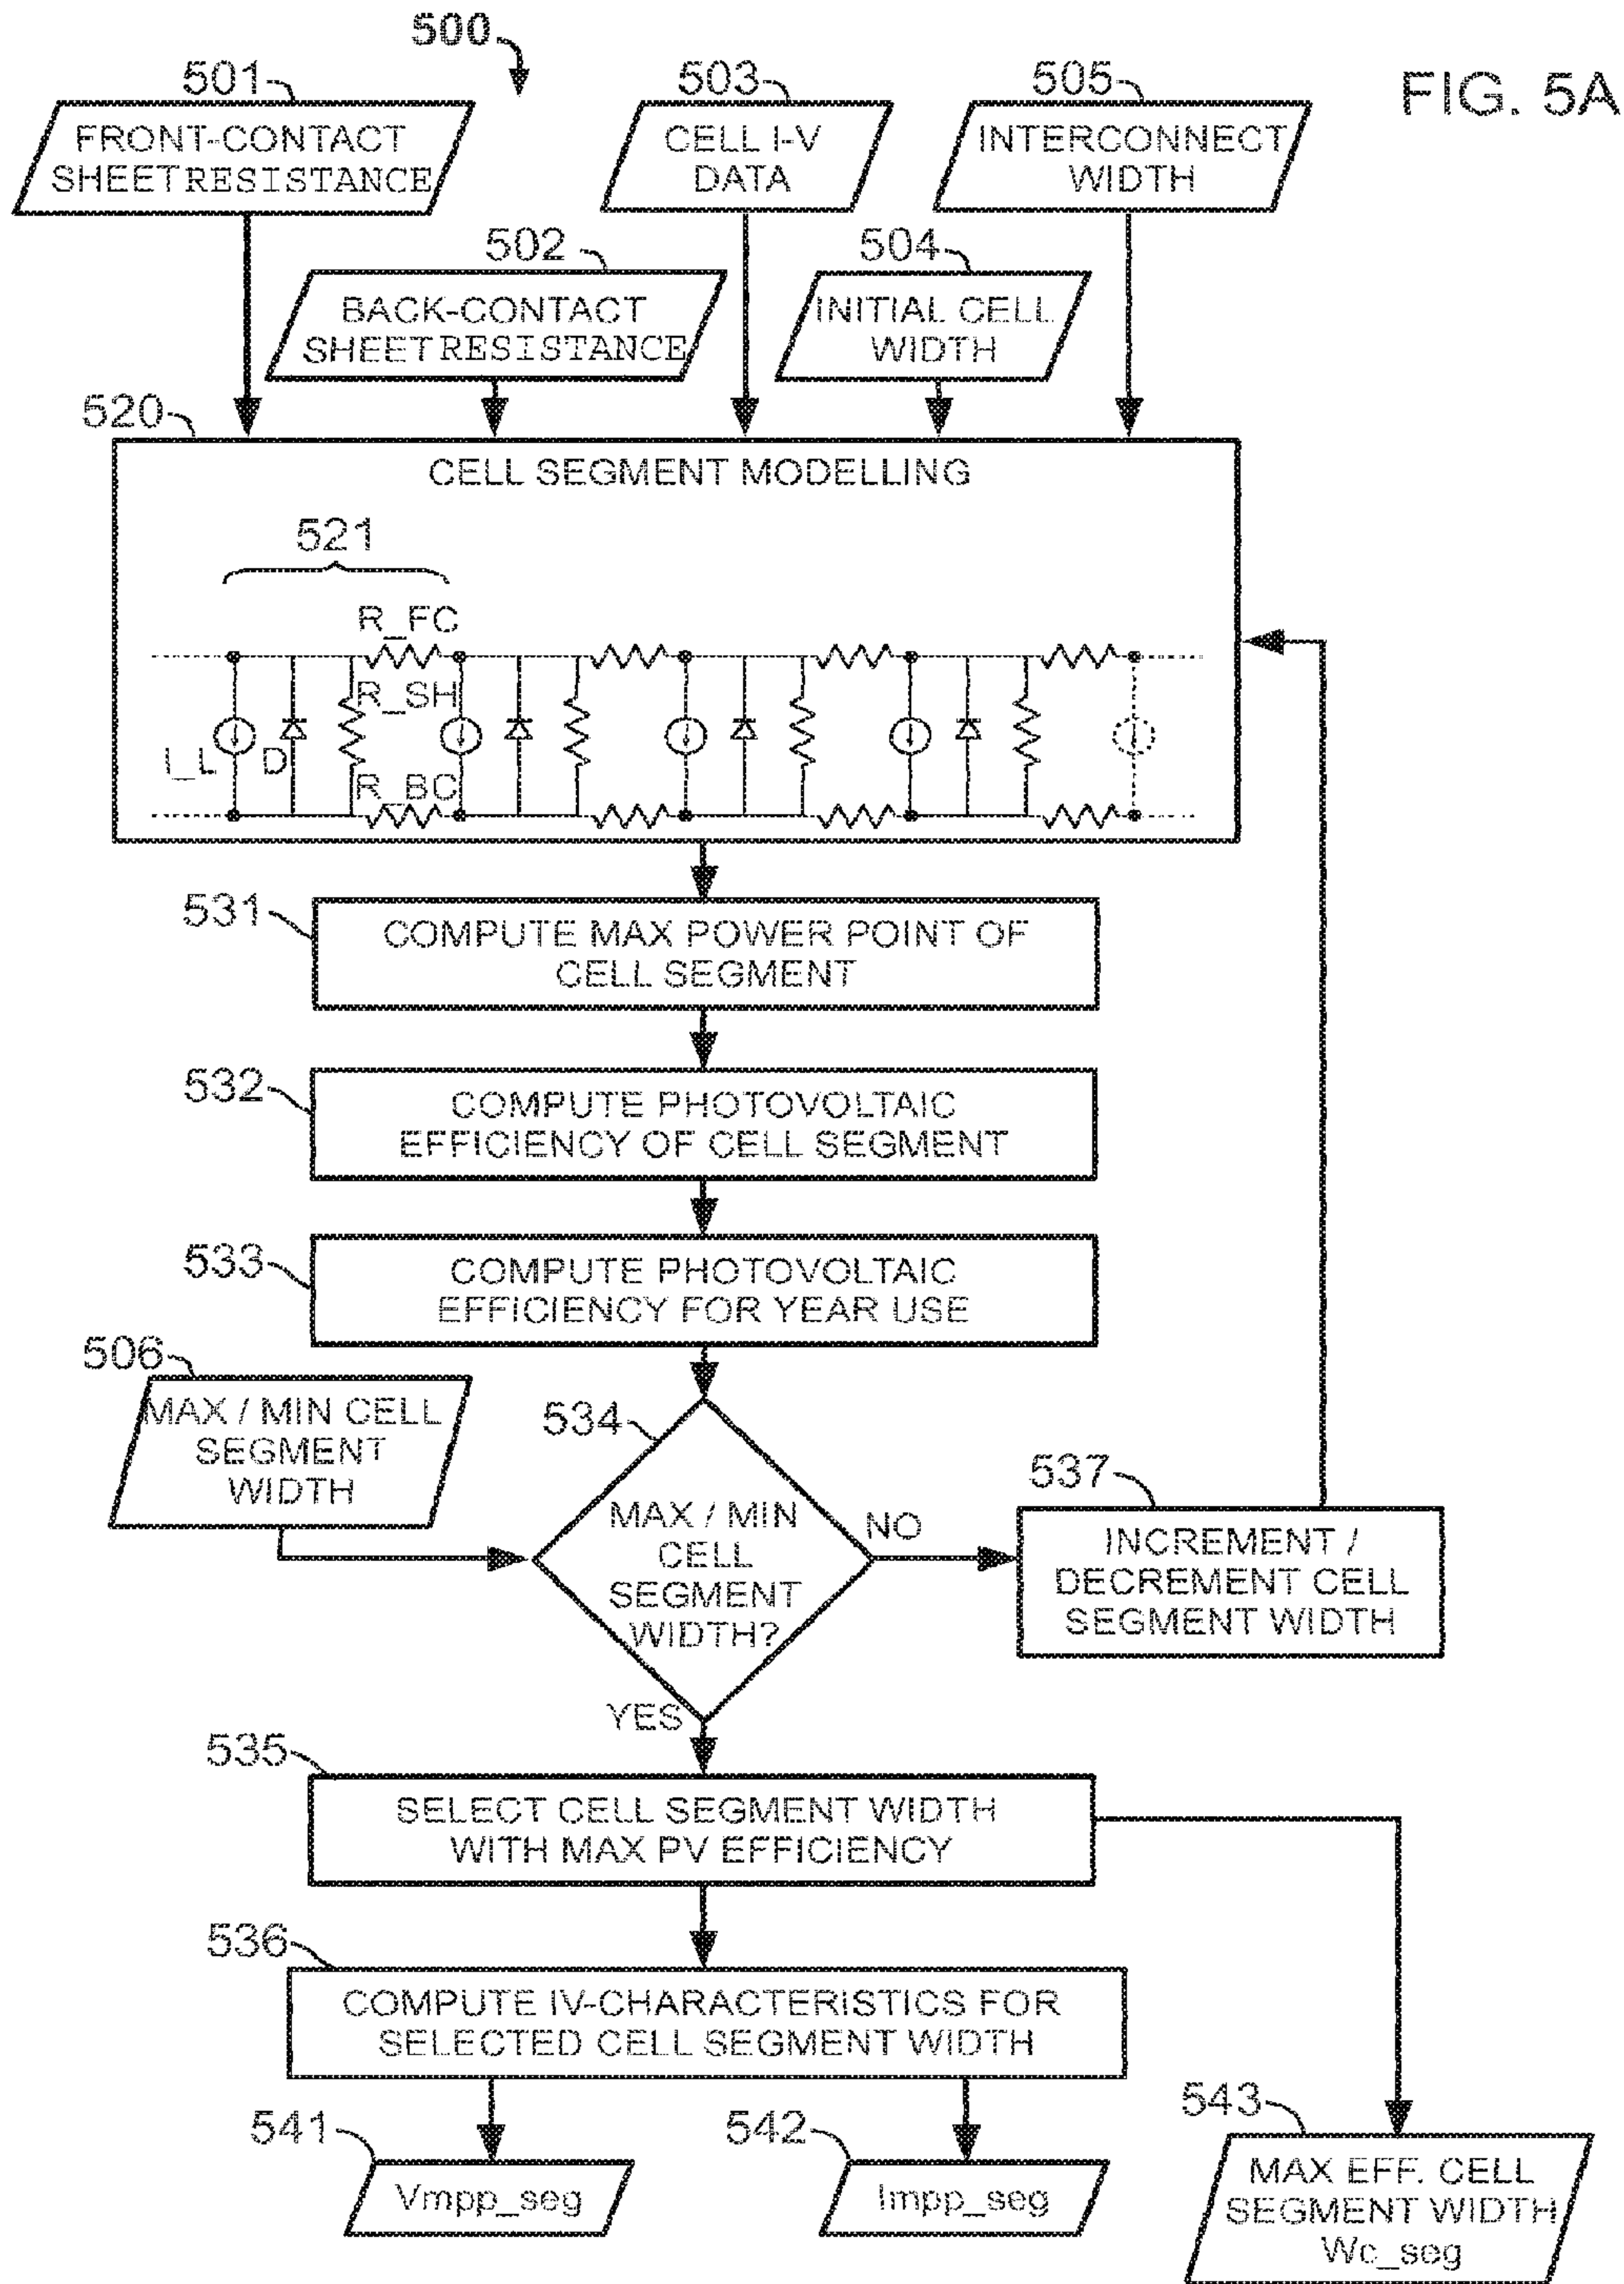 500
FIG. 5A
501
503
505
FRONT-CONTACT
SHEET RESISTANCE
CELL I-V
DATA
INTERCONNECT
WIDTH
502
504
BACK-CONTACT
SHEET RESISTANCE
INITIAL CELL
WIDTH
520
CELL SEGMENT MODELLING
521
R_FC
R_SH
I_L
D
R_BC
531
COMPUTE MAX POWER POINT OF
CELL SEGMENT
532
COMPUTE PHOTOVOLTAIC
EFFICIENCY OF CELL SEGMENT
533
COMPUTE PHOTOVOLTAIC
EFFICIENCY FOR YEAR USE
506
MAX / MIN CELL
SEGMENT
WIDTH
534
MAX / MIN
CELL
SEGMENT
WIDTH?
NO
537
INCREMENT /
DECREMENT CELL
SEGMENT WIDTH
YES
535
SELECT CELL SEGMENT WIDTH
WITH MAX PV EFFICIENCY
536
COMPUTE IV-CHARACTERISTICS FOR
SELECTED CELL SEGMENT WIDTH
541
Vmpp_seg
542
Impp_seg
543
MAX EFF. CELL
SEGMENT WIDTH
Wc_seg